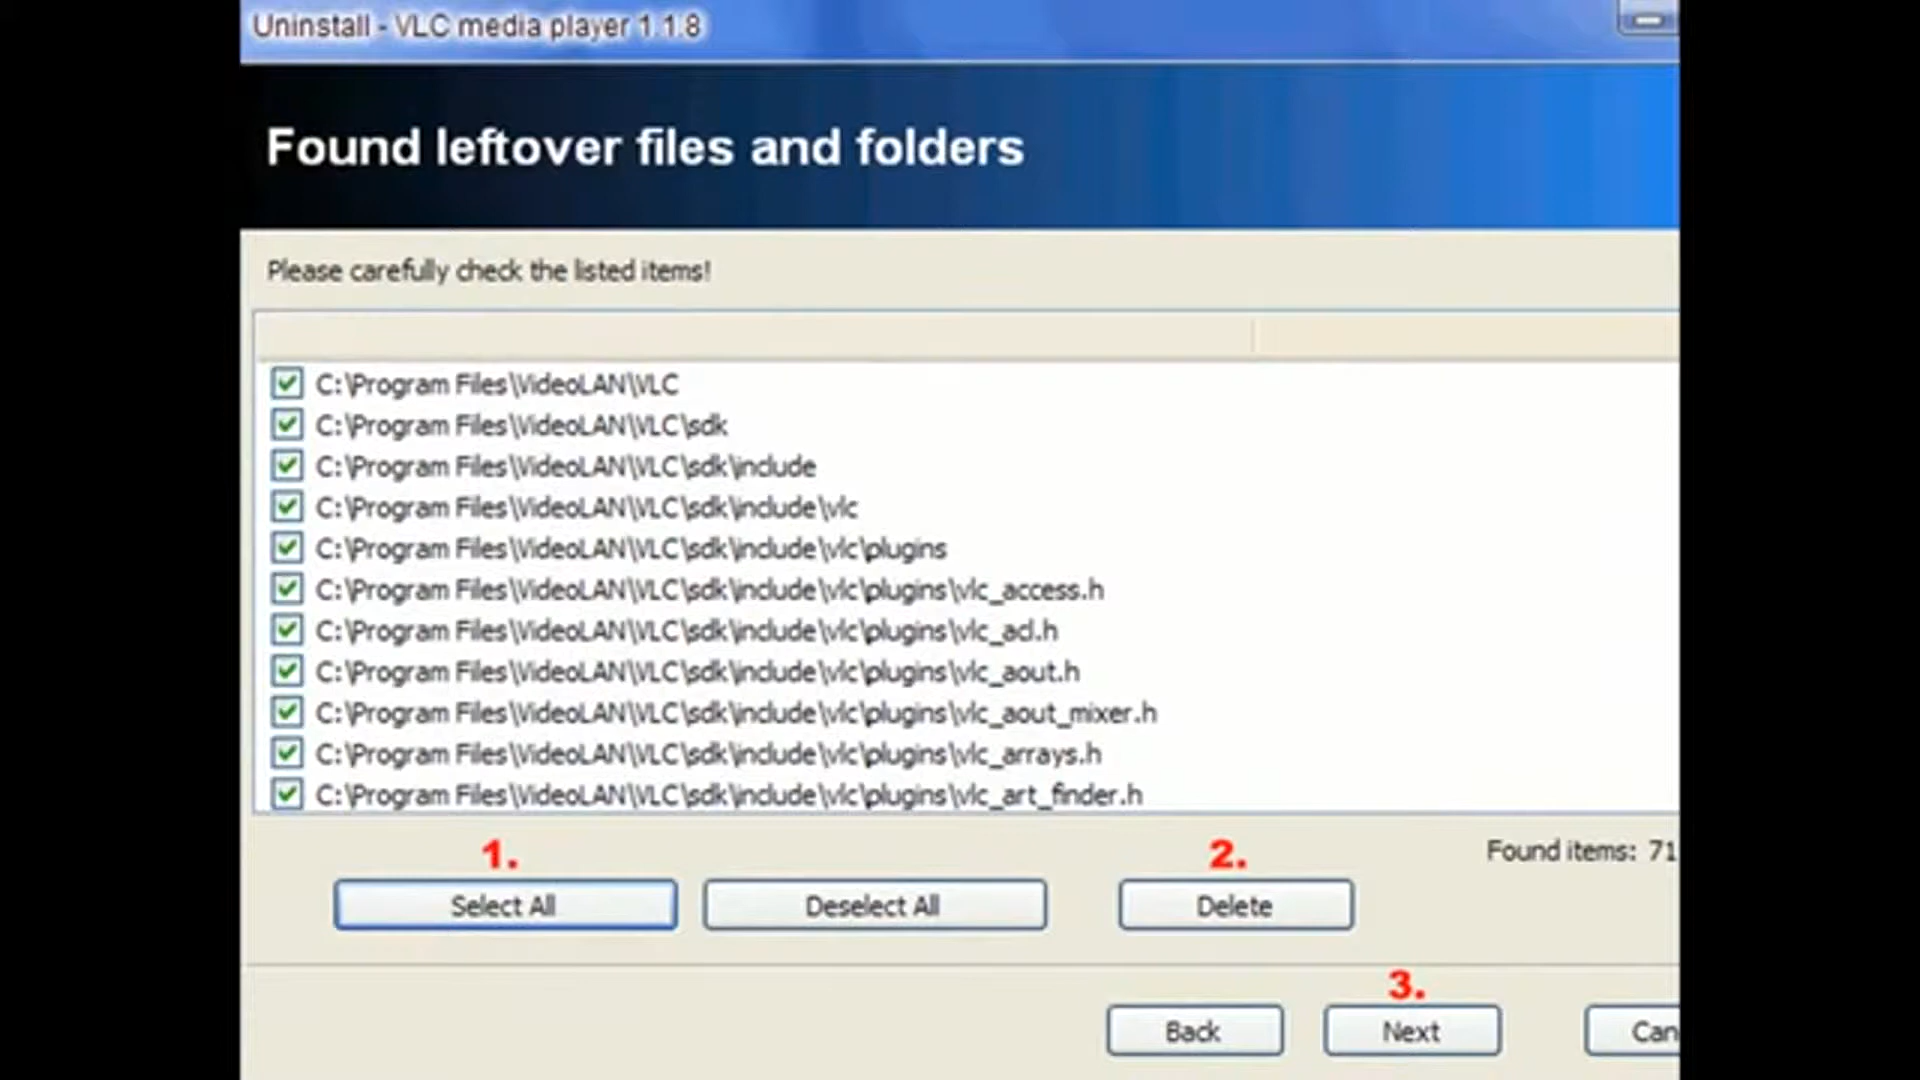 Uninstall - VLC media player 1.1.8
Found leftover files and folders
Please carefully check the listed items!
C:\Program Files\VideoLAN\VLC
C:\Program Files\VideoLAN\VLC\sdk
C:\Program Files\VideoLAN\VLC\sdk\include
C:\Program Files\VideoLAN\VLC\sdk\include\vlc
C:\Program Files\VideoLAN\VLC\sdk\include\vlc\plugins
C:\Program Files\VideoLAN\VLC\sdk\include\vlc\plugins\vlc_access.h
C:\Program Files\VideoLAN\VLC\sdk\include\vlc\plugins\vlc_acl.h
C:\Program Files\VideoLAN\VLC\sdk\include\vlc\plugins\vlc_aout.h
C:\Program Files\VideoLAN\VLC\sdk\include\vlc\plugins\vlc_aout_mixer.h
C:\Program Files\VideoLAN\VLC\sdk\include\vlc\plugins\vlc_arrays.h
C:\Program Files\VideoLAN\VLC\sdk\include\vlc\plugins\vlc_art_finder.h
1. 2. Found items: 71
Select All Deselect All Delete
3.
Back Next Can